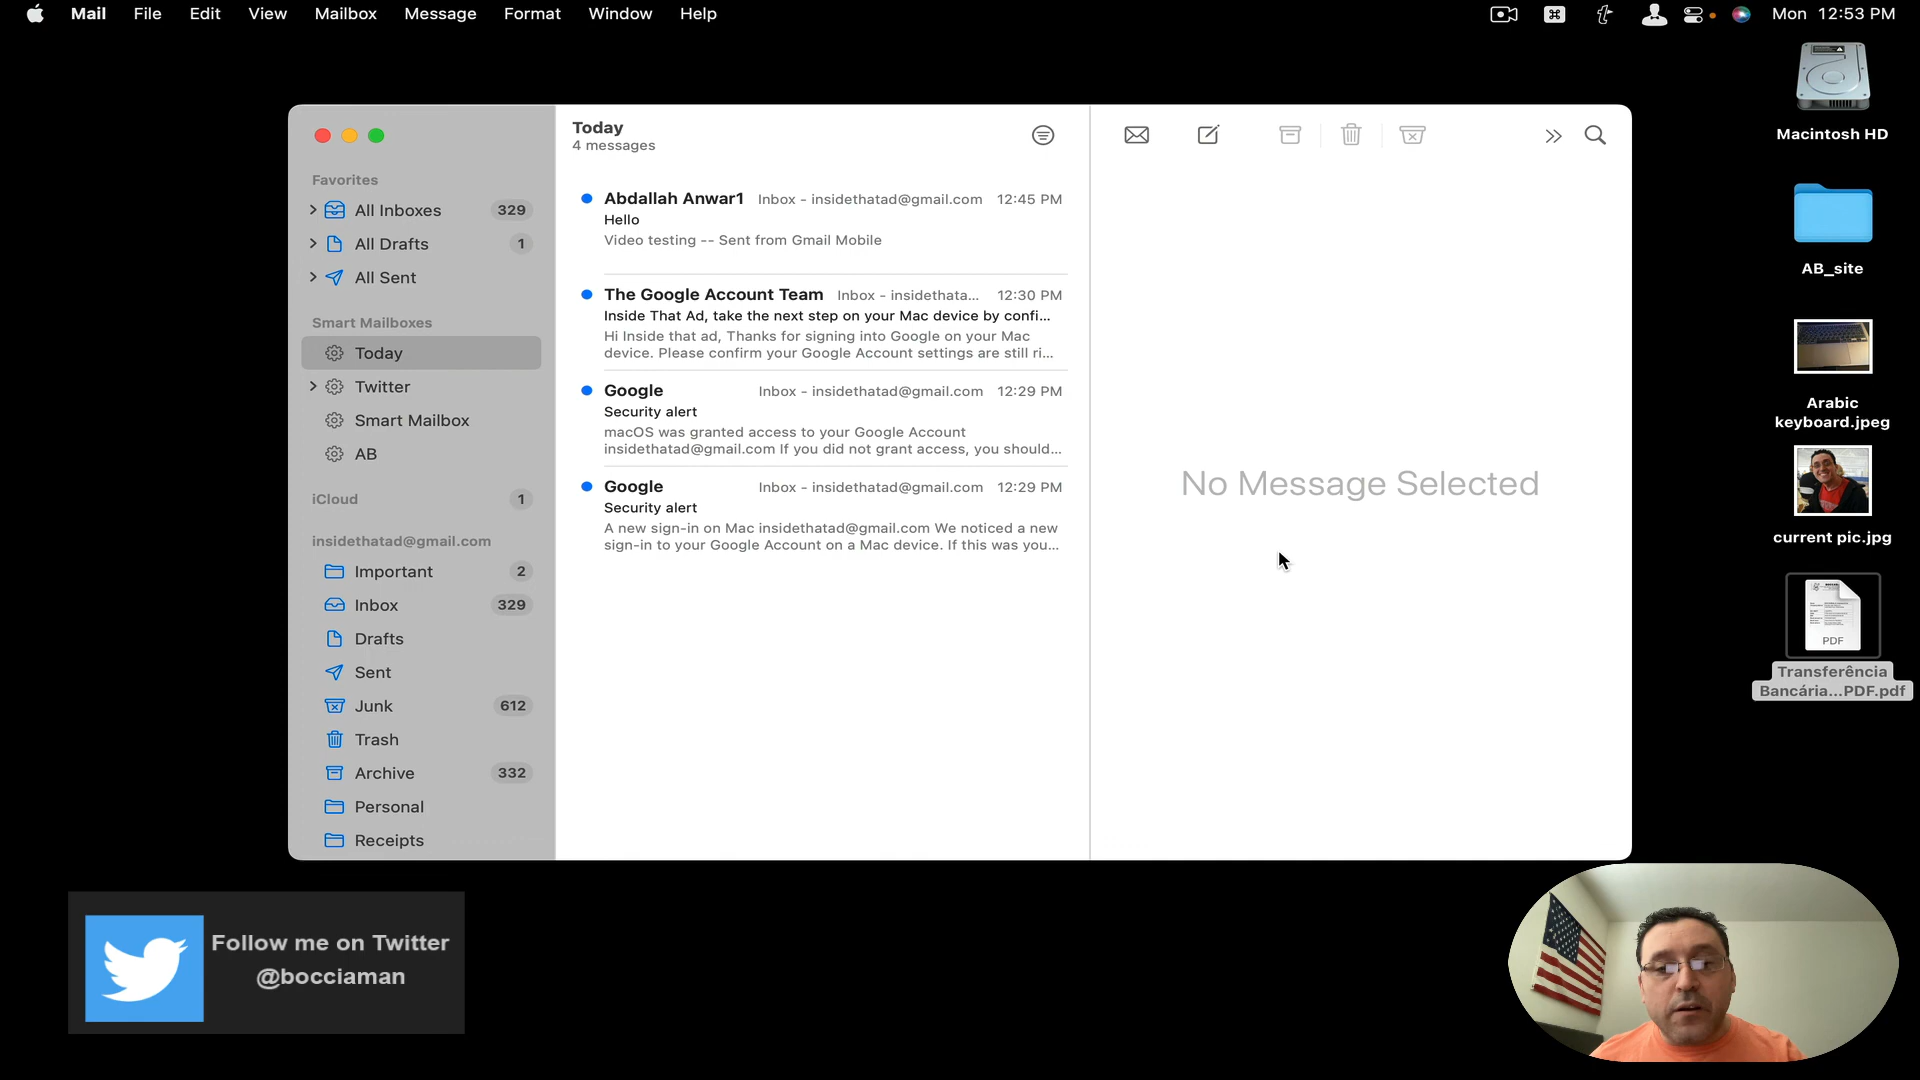 Mail File Edit View Mailbox Message Format Window Help
Mon 12:53 PM
Today
4 messages
Favorites
All Inboxes 329
All Drafts 1
All Sent
Smart Mailboxes
Today
Twitter
Smart Mailbox
AB
iCloud 1
insidethatad@gmail.com
Important 2
Inbox 329
Drafts
Sent
Junk 612
Trash
Archive 332
Personal
Receipts
Abdallah Anwar1 Inbox - insidethatad@gmail.com 12:45 PM
Hello
Video testing -- Sent from Gmail Mobile
The Google Account Team Inbox - insidethata... 12:30 PM
Inside That Ad, take the next step on your Mac device by confi...
Hi Inside that ad, Thanks for signing into Google on your Mac
device. Please confirm your Google Account settings are still ri...
Google Inbox - insidethatad@gmail.com 12:29 PM
Security alert
macOS was granted access to your Google Account
insidethatad@gmail.com If you did not grant access, you should...
Google Inbox - insidethatad@gmail.com 12:29 PM
Security alert
A new sign-in on Mac insidethatad@gmail.com We noticed a new
sign-in to your Google Account on a Mac device. If this was you...
No Message Selected
Macintosh HD
AB_site
Arabic
keyboard.jpeg
current pic.jpg
PDF
Transferência
Bancária...PDF.pdf
Follow me on Twitter
@bocciaman